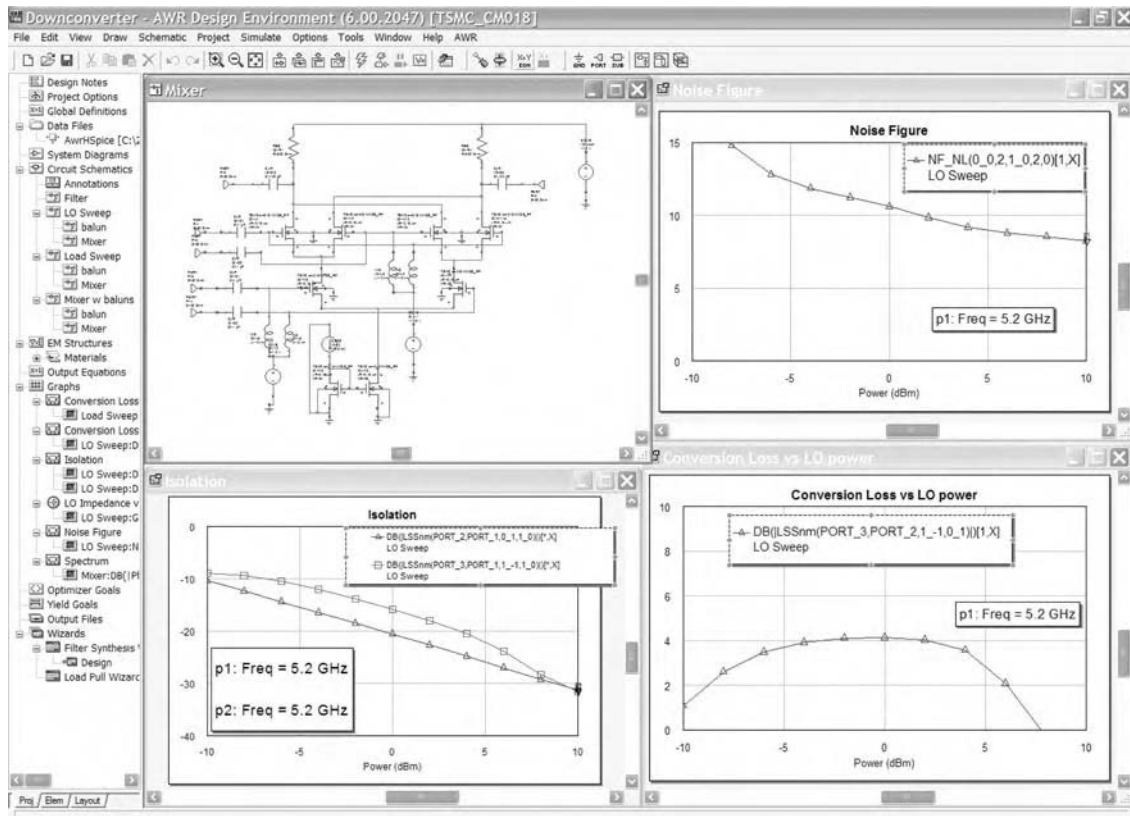 Downconverter - AWR Design Environment (6.00.2047) [TSMC_CM018]
File Edit View Draw Schematic Project Simulate Options Tools Window Help AWR
Design Notes
Project Options
Global Definitions
Data Files
AwrHSpice [C:\
System Diagrams
Circuit Schematics
Annotations
Filter
LO Sweep
balun
Mixer
Load Sweep
balun
Mixer
Mixer w baluns
balun
Mixer
EM Structures
Materials
Output Equations
Graphs
Conversion Loss
Load Sweep
Conversion Loss
LO Sweep:D
Isolation
LO Sweep:D
LO Sweep:D
LO Impedance v
LO Sweep:G
Noise Figure
LO Sweep:N
Spectrum
Mixer:DB(|P
Optimizer Goals
Yield Goals
Output Files
Wizards
Filter Synthesis
Design
Load Pull Wizarc
Proj Elem Layout
Mixer
Noise Figure
Noise Figure
NF_NL(0_0,2,1_0,2,0)[1,X]
LO Sweep
p1: Freq = 5.2 GHz
15
10
5
0
-10 -5 0 5 10
Power (dBm)
Isolation
Isolation
DB(|LSSnm(PORT_2,PORT_1,0_1,1_0)|)[*,X]
LO Sweep
DB(|LSSnm(PORT_3,PORT_1,1_-1,1_0)|)[*,X]
LO Sweep
p1: Freq = 5.2 GHz
p2: Freq = 5.2 GHz
0
-10
-20
-30
-40
-10 -5 0 5 10
Power (dBm)
Conversion Loss vs LO power
Conversion Loss vs LO power
DB(|LSSnm(PORT_3,PORT_2,1_-1,0_1)|)[1,X]
LO Sweep
p1: Freq = 5.2 GHz
10
8
6
4
2
0
-10 -5 0 5 10
Power (dBm)